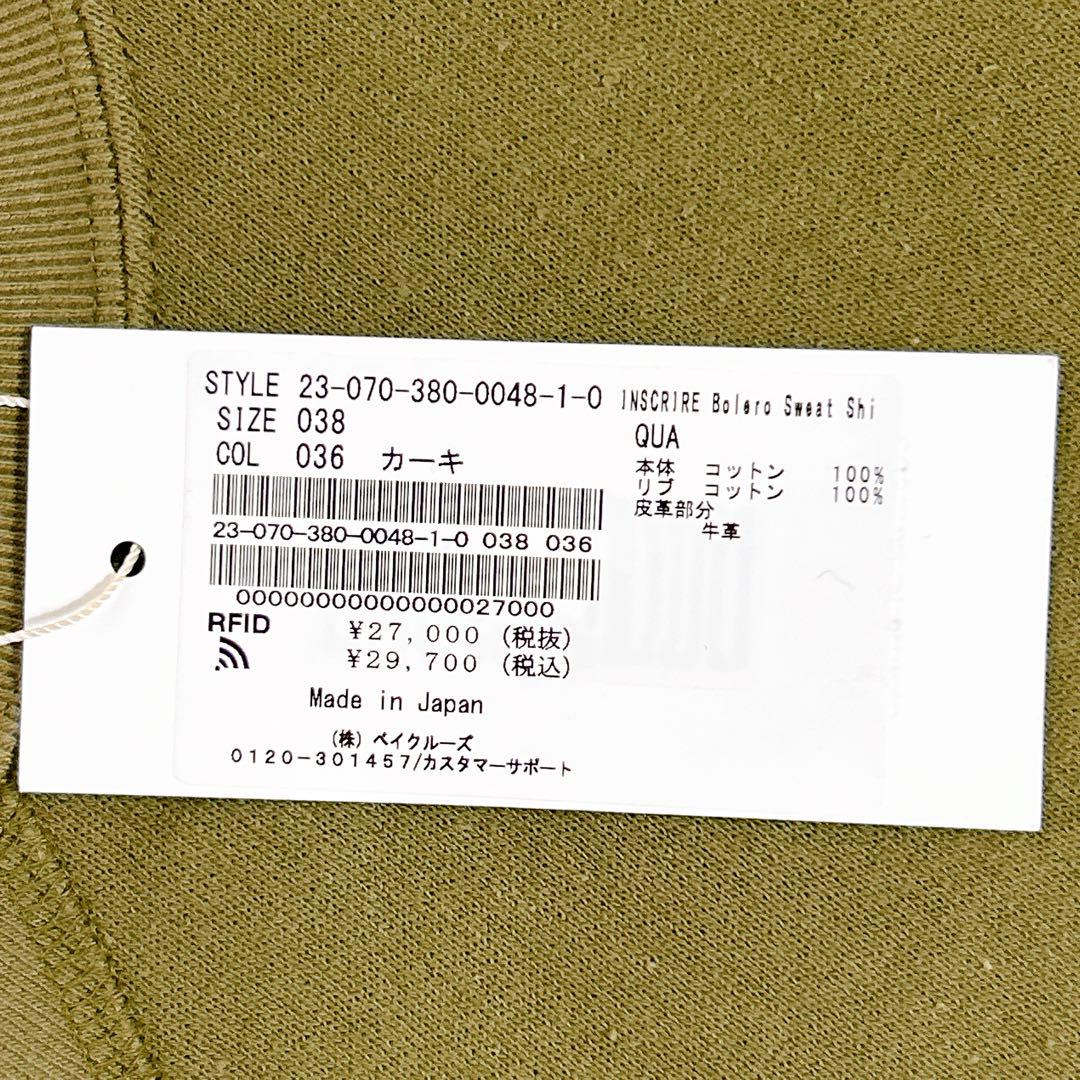 STYLE 23-070-380-0048-1-0 INSCRIRE Bolero Sweat Shi
SIZE 038
COL 036 カーキ
23-070-380-0048-1-0 038 036
00000000000000027000
RFID
¥27,000 (税抜)
¥29,700 (税込)
Made in Japan
(株) ベイクルーズ
0120-301457/カスタマーサポート
QUA
本体 コットン 100%
リブ コットン 100%
皮革部分
牛革